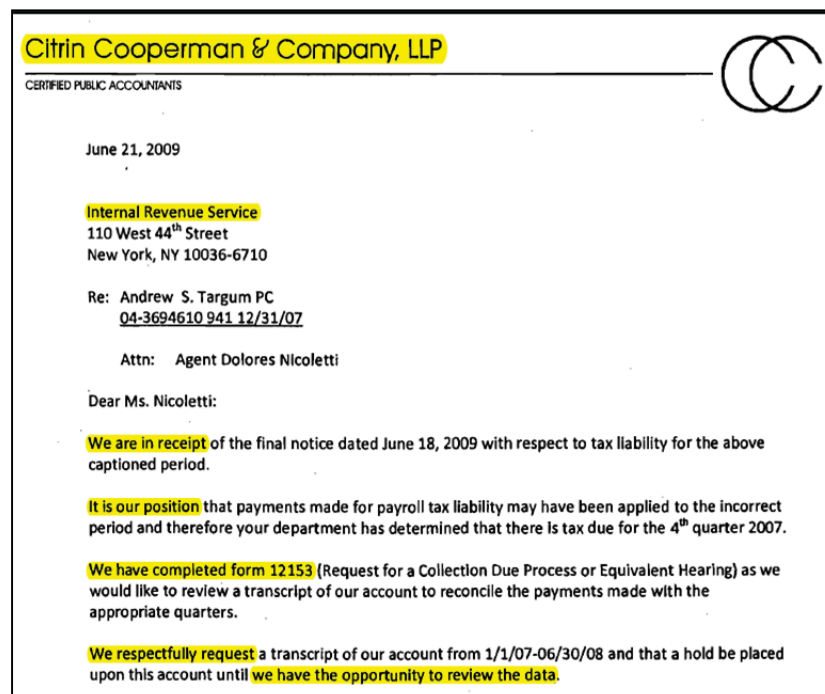 Citrin Cooperman & Company, LLP
CERTIFIED PUBLIC ACCOUNTANTS
CC
June 21, 2009
Internal Revenue Service
110 West 44th Street
New York, NY 10036-6710
Re: Andrew S. Targum PC
04-3694610 941 12/31/07
Attn: Agent Dolores Nicoletti
Dear Ms. Nicoletti:
We are in receipt of the final notice dated June 18, 2009 with respect to tax liability for the above
captioned period.
It is our position that payments made for payroll tax liability may have been applied to the incorrect
period and therefore your department has determined that there is tax due for the 4th quarter 2007.
We have completed form 12153 (Request for a Collection Due Process or Equivalent Hearing) as we
would like to review a transcript of our account to reconcile the payments made with the
appropriate quarters.
We respectfully request a transcript of our account from 1/1/07-06/30/08 and that a hold be placed
upon this account until we have the opportunity to review the data.